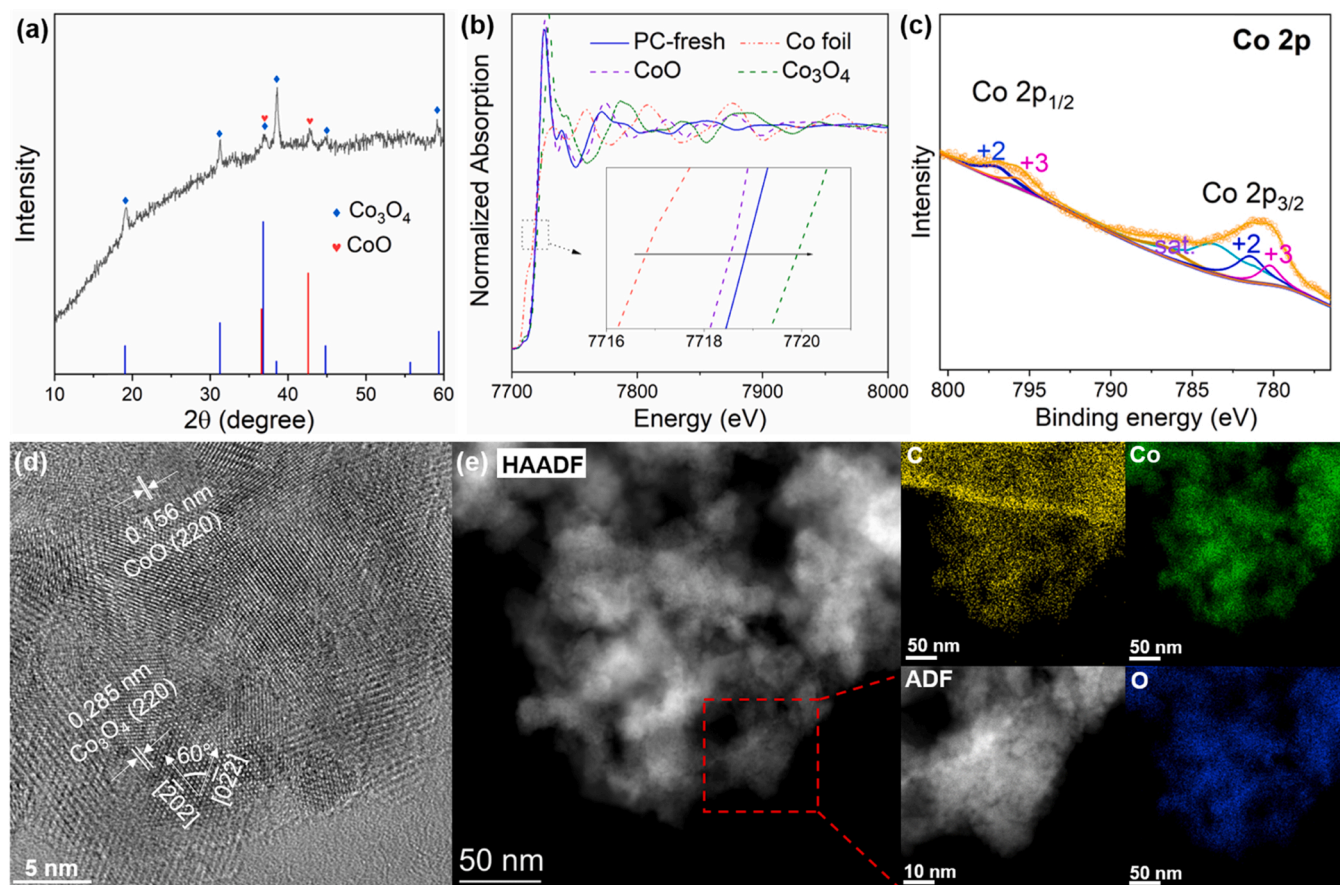 (a)
Intensity
Co₃O₄
CoO
10 20 30 40 50 60
2θ (degree)
(b)
PC-fresh
Co foil
CoO
Co₃O₄
Normalized Absorption
7716 7718 7720
7700 7800 7900 8000
Energy (eV)
(c)
Co 2p
Co 2p₁/₂
+2
+3
Co 2p₃/₂
sat.
+2
+3
Intensity
800 795 790 785 780
Binding energy (eV)
(d)
0.156 nm
CoO (220)
0.285 nm
Co₃O₄ (220)
60°
[202]
[022]
5 nm
(e)
HAADF
50 nm
C
50 nm
Co
50 nm
ADF
10 nm
O
50 nm